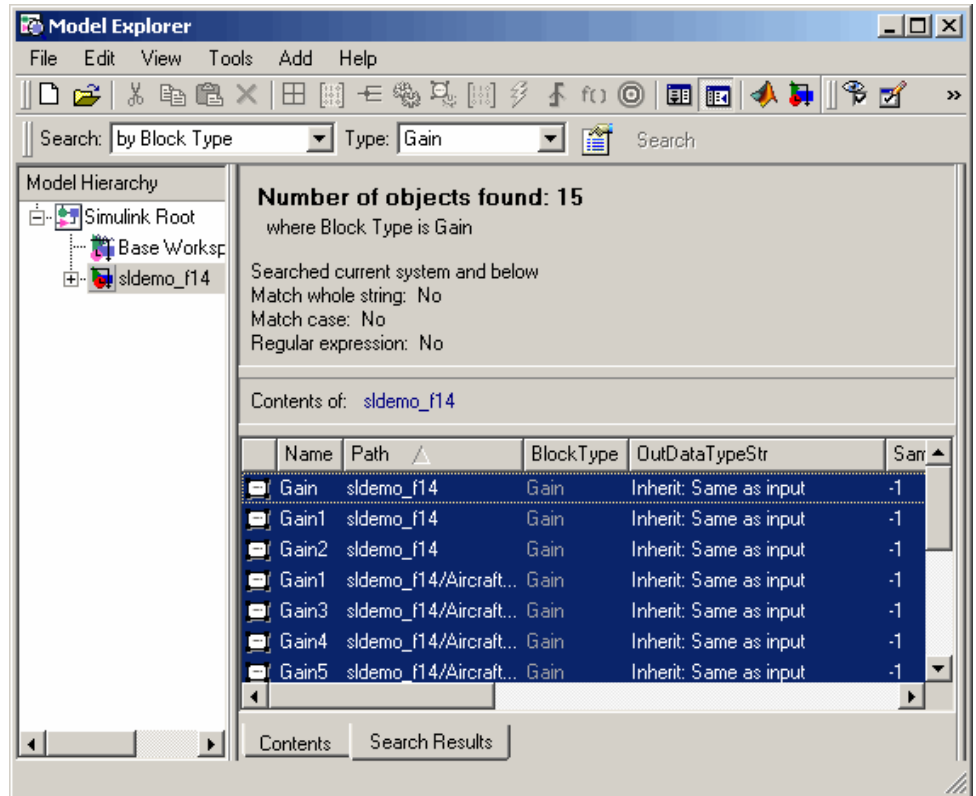 Model Explorer
File Edit View Tools Add Help
f() »
Search: by Block Type Type: Gain Search
Model Hierarchy
Simulink Root
Base Worksp
sldemo_f14
Number of objects found: 15
where Block Type is Gain
Searched current system and below
Match whole string: No
Match case: No
Regular expression: No
Contents of: sldemo_f14
Name Path BlockType OutDataTypeStr Sam
Gain sldemo_f14 Gain Inherit: Same as input -1
Gain1 sldemo_f14 Gain Inherit: Same as input -1
Gain2 sldemo_f14 Gain Inherit: Same as input -1
Gain1 sldemo_f14/Aircraft... Gain Inherit: Same as input -1
Gain3 sldemo_f14/Aircraft... Gain Inherit: Same as input -1
Gain4 sldemo_f14/Aircraft... Gain Inherit: Same as input -1
Gain5 sldemo_f14/Aircraft... Gain Inherit: Same as input -1
Contents Search Results